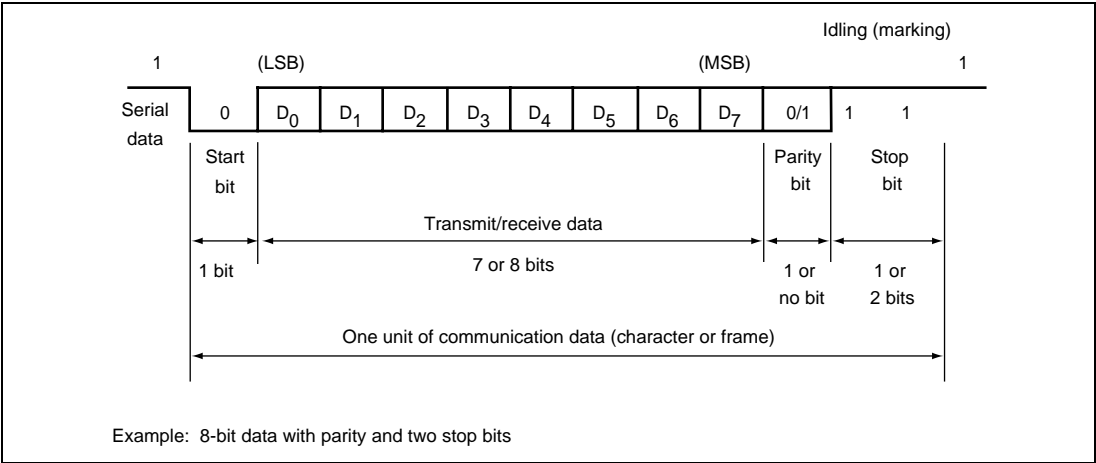 Idling (marking)
1 (LSB) (MSB) 1
Serial data
0 D0 D1 D2 D3 D4 D5 D6 D7 0/1 1 1
Start bit
Parity bit
Stop bit
Transmit/receive data
1 bit
7 or 8 bits
1 or no bit
1 or 2 bits
One unit of communication data (character or frame)
Example: 8-bit data with parity and two stop bits